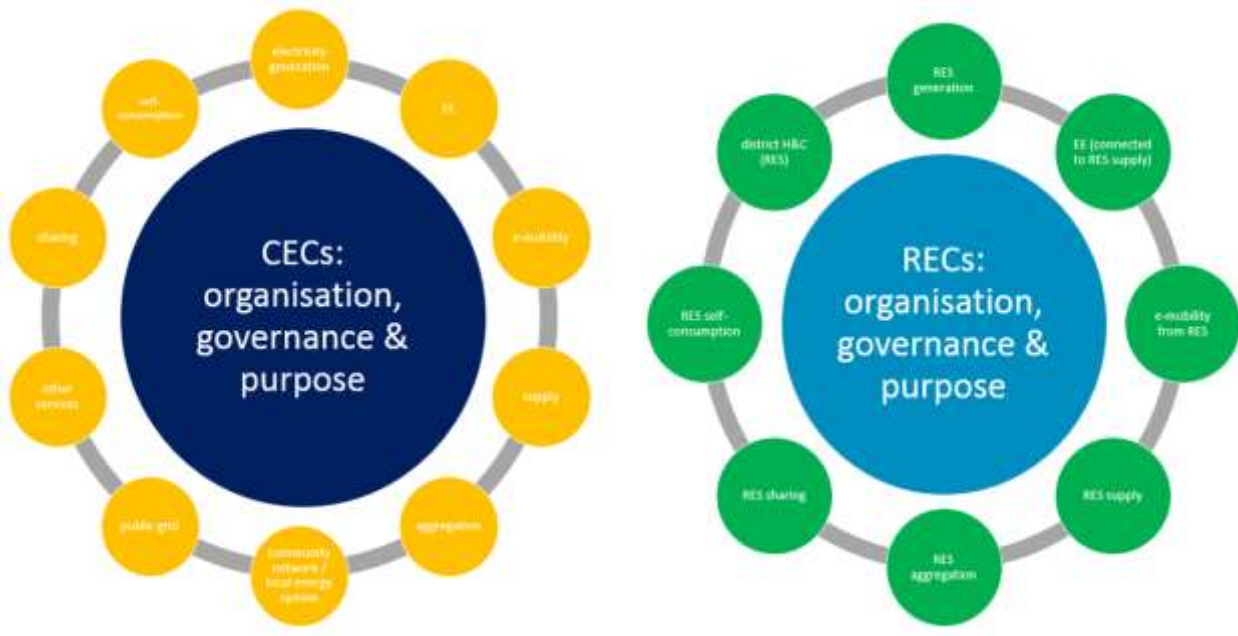 electricity
generation
EE
e-mobility
supply
aggregation
community
network /
local energy
system
public grid
other
services
sharing
self-
consumption
CECs:
organisation,
governance &
purpose
RES
generation
EE (connected
to RES supply)
e-mobility
from RES
RES supply
RES
aggregation
RES sharing
RES self-
consumption
district H&C
(RES)
RECs:
organisation,
governance &
purpose